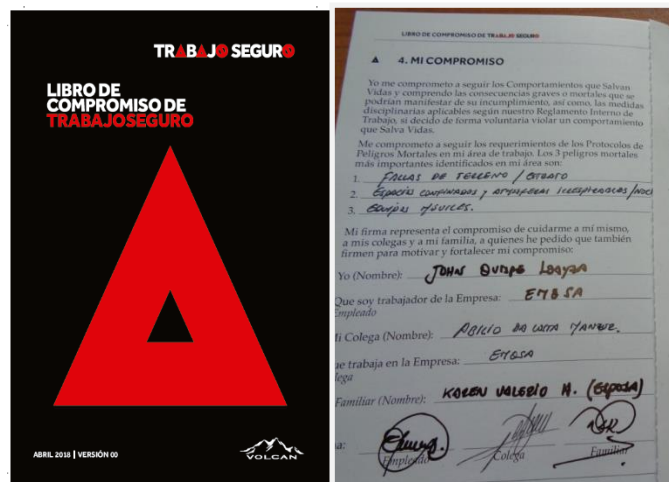 TRABAJO SEGURO
LIBRO DE
COMPROMISO DE
TRABAJOSEGURO
ABRIL 2018 | VERSIÓN 00
VOLCAN
LIBRO DE COMPROMISO DE TRABAJO SEGURO
4. MI COMPROMISO
Yo me comprometo a seguir los Comportamientos que Salvan
Vidas y comprendo las consecuencias graves o mortales que se
podrían manifestar de su incumplimiento, así como, las medidas
disciplinarias aplicables según nuestro Reglamento Interno de
Trabajo, si decido de forma voluntaria violar un comportamiento
que Salva Vidas.
Me comprometo a seguir los requerimientos de los Protocolos de
Peligros Mortales en mi área de trabajo. Los 3 peligros mortales
más importantes identificados en mi área son:
1. FALLAS DE TERRENO / ESTRATO
2. ESPACIOS CONFINADOS Y ATMOSFERAS IRRESPIRABLES /
3. EQUIPOS MOVILES.
Mi firma representa el compromiso de cuidarme a mí mismo,
a mis colegas y a mi familia, a quienes he pedido que también
firmen para motivar y fortalecer mi compromiso:
Yo (Nombre): JOHN QUISPE
Que soy trabajador de la Empresa:
Empleado
Mi Colega (Nombre): ABILIO
ue trabaja en la Empresa:
lega
Familiar (Nombre): KAREN VALERIO H. (ESPOSA)
Empleado Colega Familiar